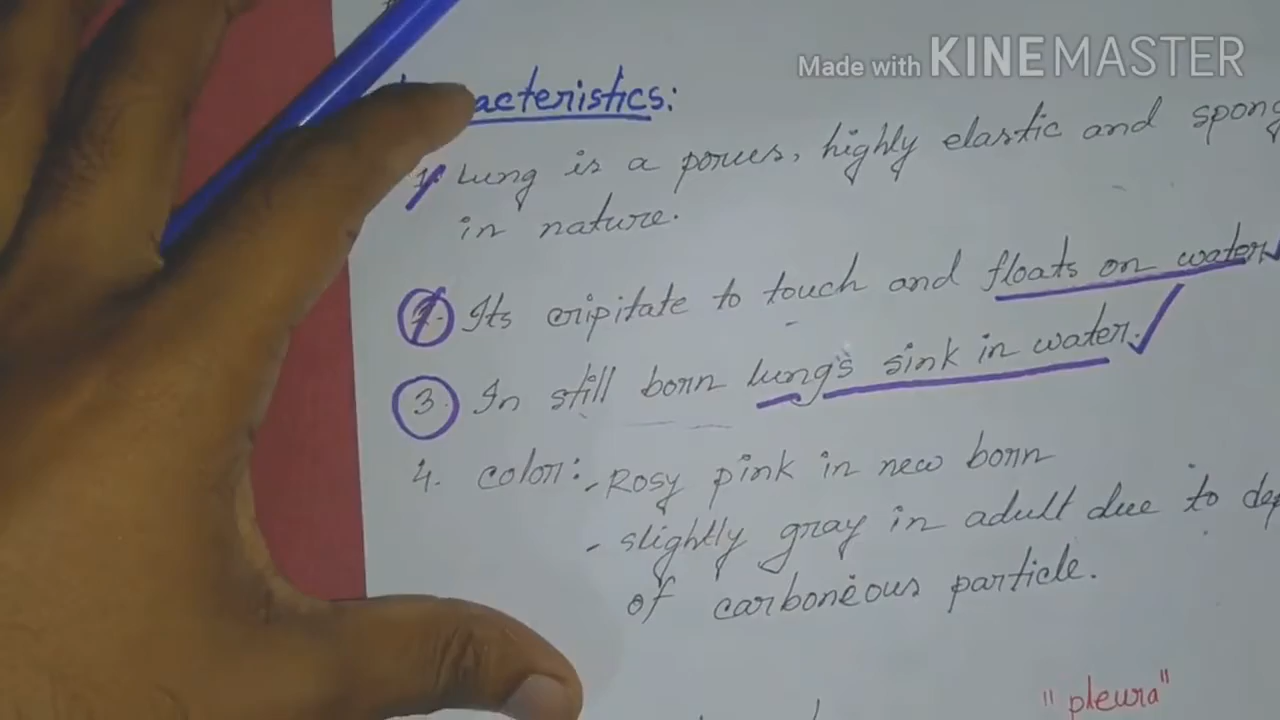 Made with KINEMASTER
acteristics:
1. Lung is a porues, highly elastic and spong
in nature.
2. Its cripitate to touch and floats on water
3. In still born lung's sink in water.
4. color:- Rosy pink in new born
- slightly gray in adult due to dep
of carboneous particle.
"pleura"